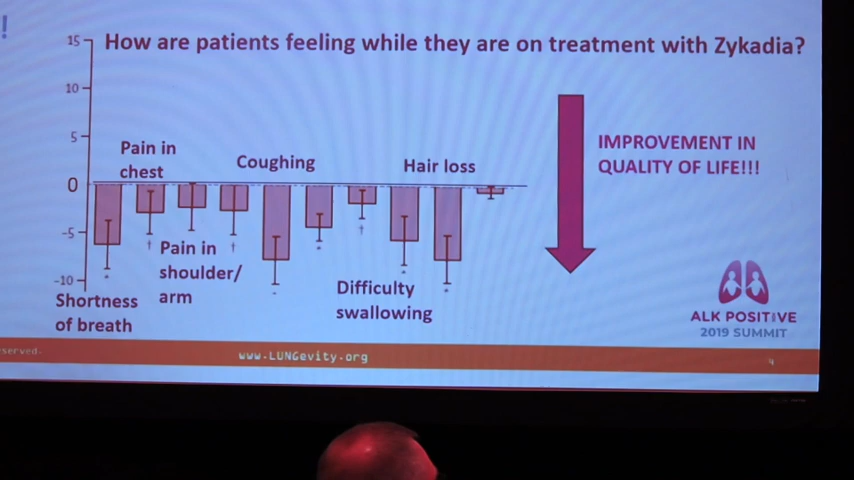 !
How are patients feeling while they are on treatment with Zykadia?
15
10
5
0
-5
-10
Pain in
chest
Coughing
Hair loss
IMPROVEMENT IN
QUALITY OF LIFE!!!
Pain in
shoulder/
arm
Difficulty
swallowing
Shortness
of breath
ALK POSITIVE
2019 SUMMIT
served.
www.LUNGevity.org
4